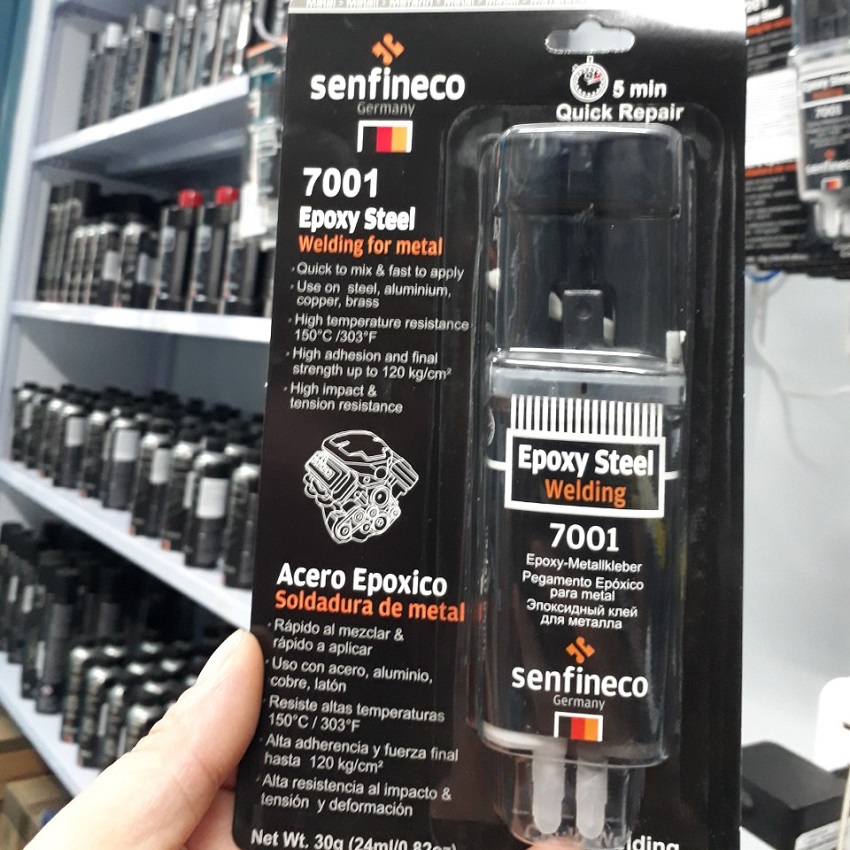 senfineco
Germany
5 min
Quick Repair
7001
Epoxy Steel
Welding for metal
· Quick to mix & fast to apply
· Use on steel, aluminium,
copper, brass
· High temperature resistance
150°C /303°F
· High adhesion and final
strength up to 120 kg/cm²
· High impact &
tension resistance
Epoxy Steel
Welding
7001
Epoxy-Metallkleber
Pegamento Epóxico
para metal
Эпоксидный клей
для металла
senfineco
Germany
Acero Epoxico
Soldadura de metal
· Rápido al mezclar &
rápido a aplicar
· Uso con acero, aluminio,
cobre, latón
· Resiste altas temperaturas
150°C / 303°F
· Alta adherencia y fuerza final
hasta 120 kg/cm²
· Alta resistencia al impacto &
tensión y deformación
Net Wt. 30g (24ml/0.82oz)
Epoxy Steel
7001